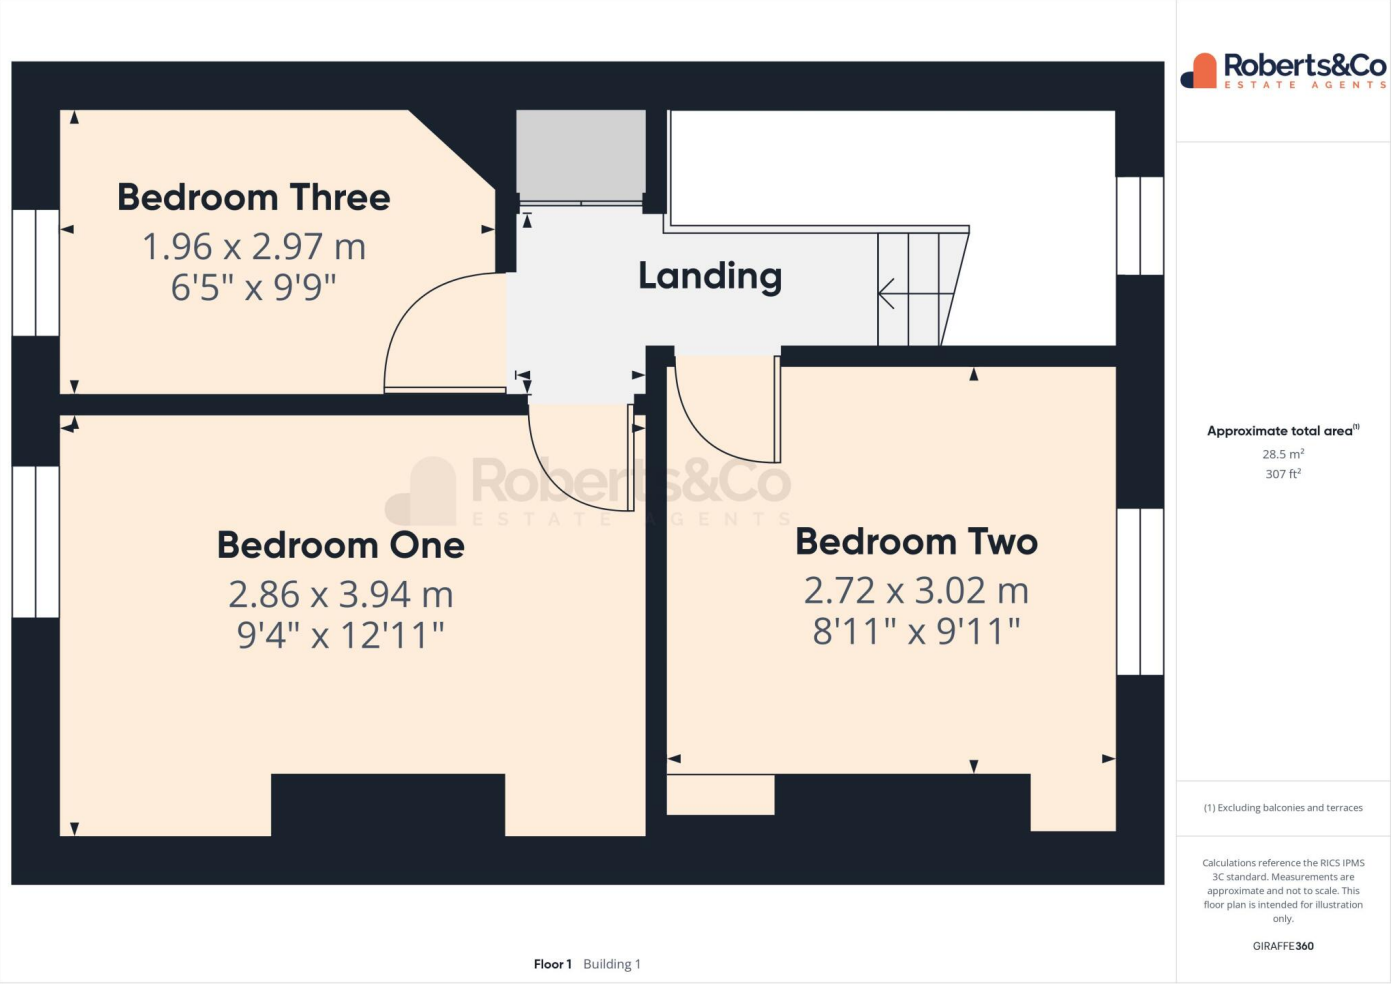 Roberts&Co
ESTATE AGENTS
Bedroom Three
1.96 x 2.97 m
6'5" x 9'9"
Landing
Roberts&Co
ESTATE AGENTS
Bedroom One
2.86 x 3.94 m
9'4" x 12'11"
Bedroom Two
2.72 x 3.02 m
8'11" x 9'11"
Approximate total area(1)
28.5 m²
307 ft²
(1) Excluding balconies and terraces
Calculations reference the RICS IPMS
3C standard. Measurements are
approximate and not to scale. This
floor plan is intended for illustration
only.
GIRAFFE360
Floor 1 Building 1